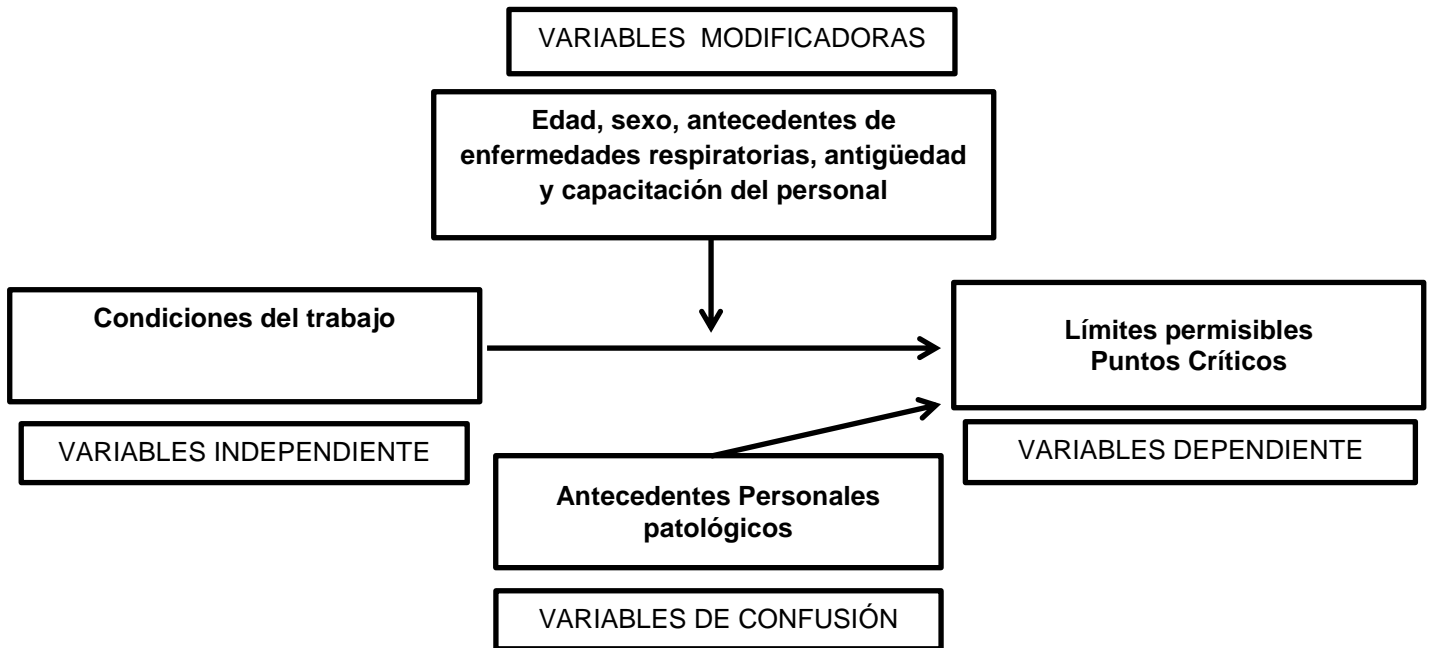 VARIABLES MODIFICADORAS
Edad, sexo, antecedentes de
enfermedades respiratorias, antigüedad
y capacitación del personal
Condiciones del trabajo
Límites permisibles
Puntos Críticos
VARIABLES INDEPENDIENTE
VARIABLES DEPENDIENTE
Antecedentes Personales
patológicos
VARIABLES DE CONFUSIÓN